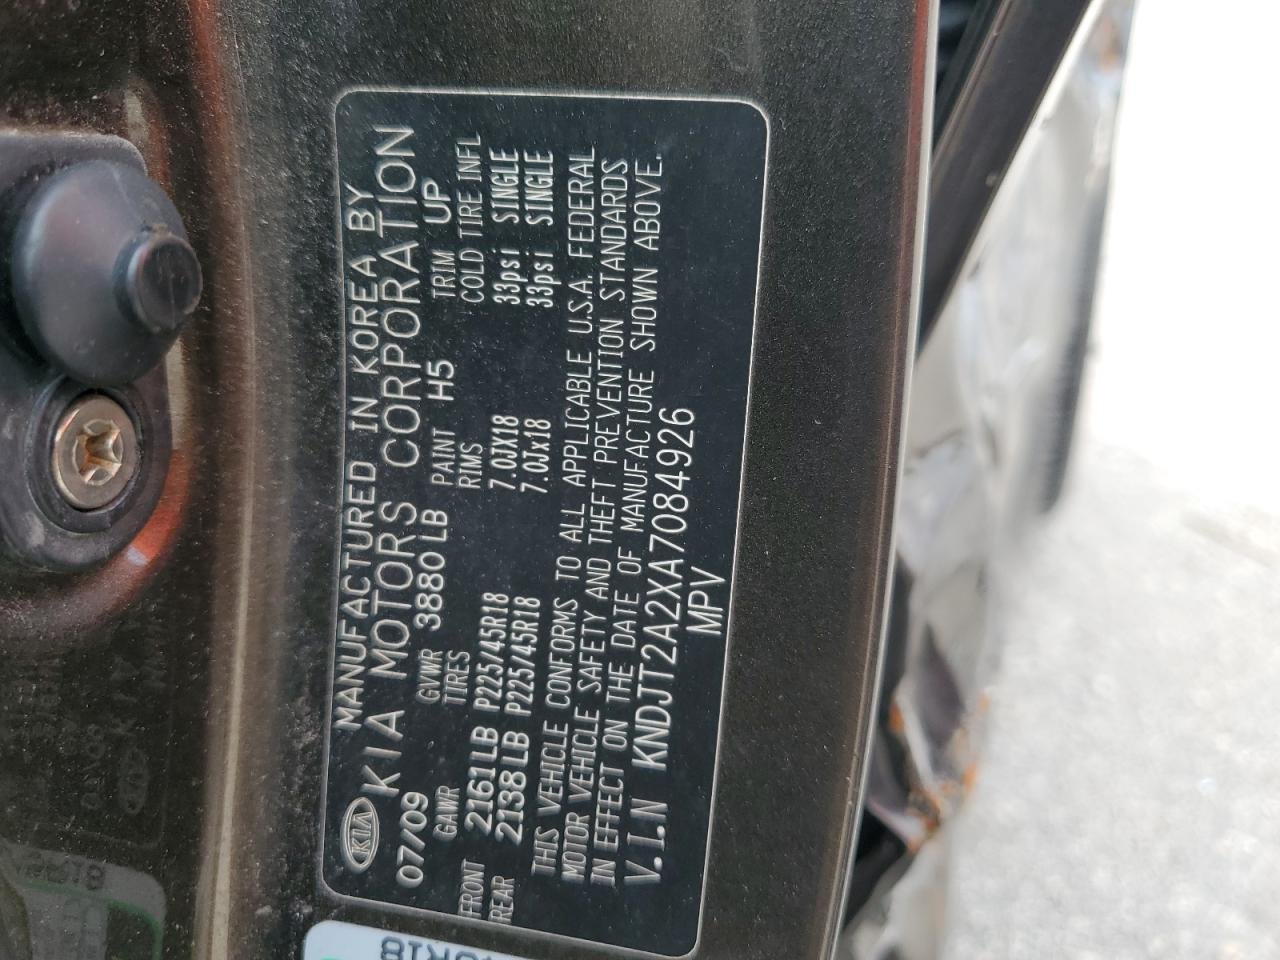 MANUFACTURED IN KOREA BY
KIA KIA MOTORS CORPORATION
07/09 GVWR 3880 LB PAINT H5 TRIM UP
GAWR TIRES RIMS COLD TIRE INFL
FRONT 2161LB P225/45R18 7.0JX18 33psi SINGLE
REAR 2138 LB P225/45R18 7.0Jx18 33psi SINGLE
THIS VEHICLE CONFORMS TO ALL APPLICABLE U.S.A. FEDERAL
MOTOR VEHICLE SAFETY AND THEFT PREVENTION STANDARDS
IN EFFECT ON THE DATE OF MANUFACTURE SHOWN ABOVE.
V.I.N KNDJT2A2XA7084926
MPV